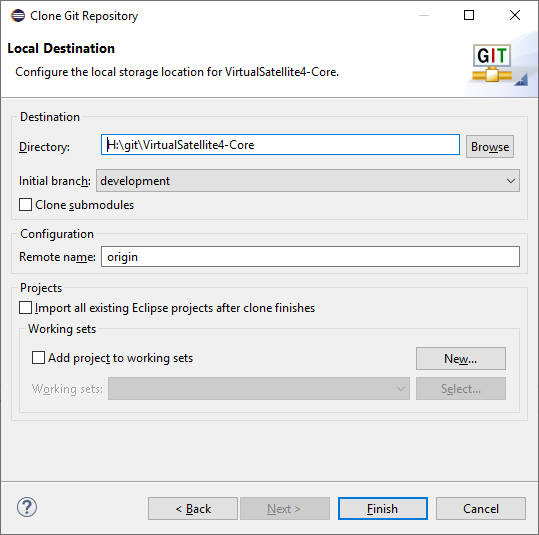 Clone Git Repository
Local Destination
Configure the local storage location for VirtualSatellite4-Core.
GIT
Destination
Directory: H:\git\VirtualSatellite4-Core Browse
Initial branch: development
Clone submodules
Configuration
Remote name: origin
Projects
Import all existing Eclipse projects after clone finishes
Working sets
Add project to working sets New...
Working sets: Select...
? < Back Next > Finish Cancel